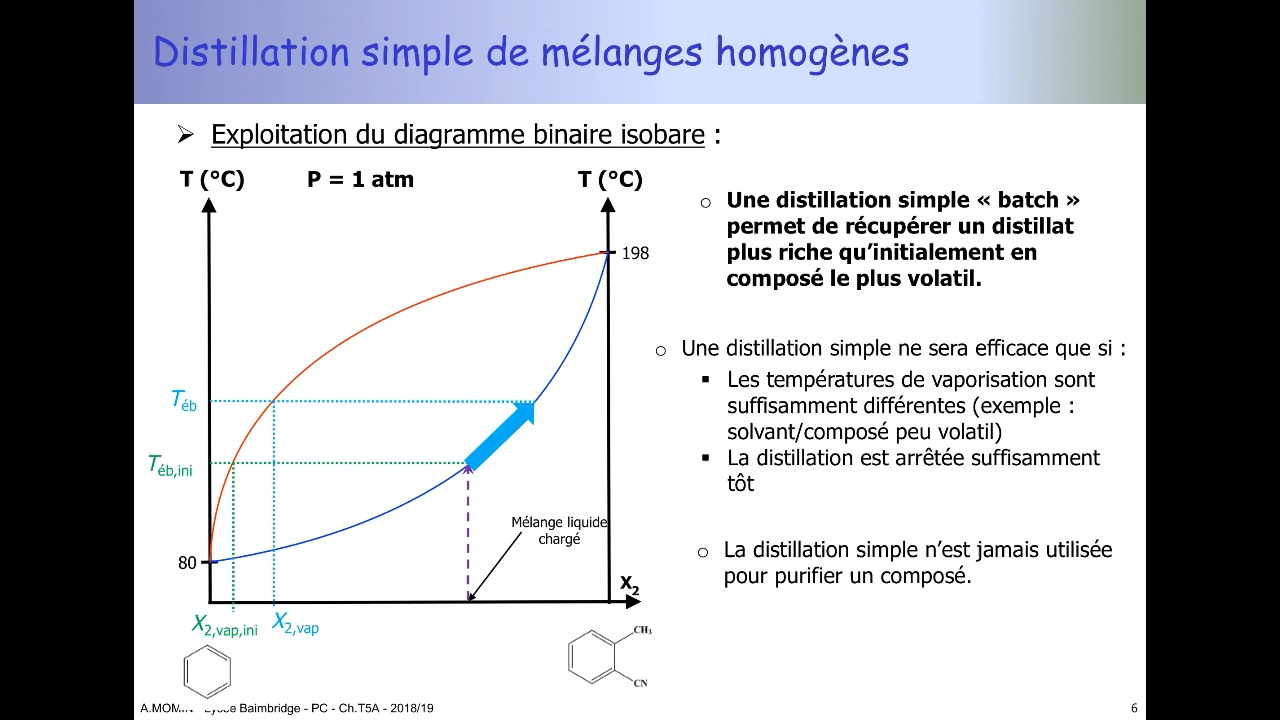 Distillation simple de mélanges homogènes
➢ Exploitation du diagramme binaire isobare :
T (°C)
P = 1 atm
T (°C)
198
T éb
T éb,ini
80
Mélange liquide
chargé
x2
X2,vap,ini
X2,vap
CH3
CN
o Une distillation simple « batch »
permet de récupérer un distillat
plus riche qu’initialement en
composé le plus volatil.
o Une distillation simple ne sera efficace que si :
▪ Les températures de vaporisation sont
suffisamment différentes (exemple :
solvant/composé peu volatil)
▪ La distillation est arrêtée suffisamment
tôt
o La distillation simple n’est jamais utilisée
pour purifier un composé.
Baimbridge - PC - Ch.T5A - 2018/19
6